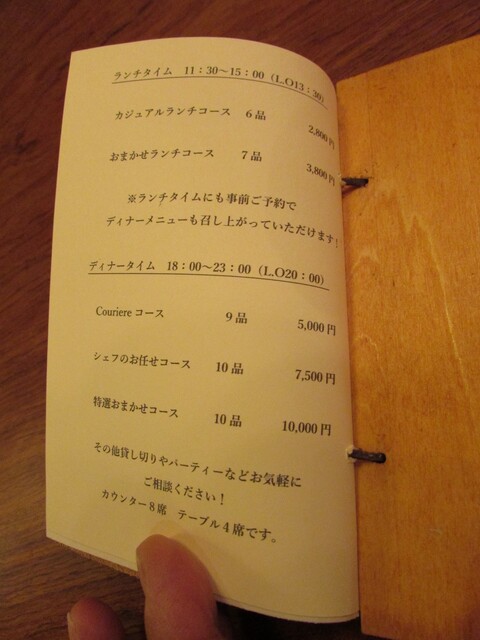 ランチタイム 11:30〜15:00(L.O13:30)
カジュアルランチコース 6品 2,800円
おまかせランチコース 7品 3,800円
※ランチタイムにも事前ご予約で
ディナーメニューも召し上がっていただけます!
ディナータイム 18:00〜23:00(L.O20:00)
Couriereコース 9品 5,000円
シェフのお任せコース 10品 7,500円
特選おまかせコース 10品 10,000円
その他貸し切りやパーティーなどお気軽に
ご相談ください!
カウンター8席 テーブル4席です。